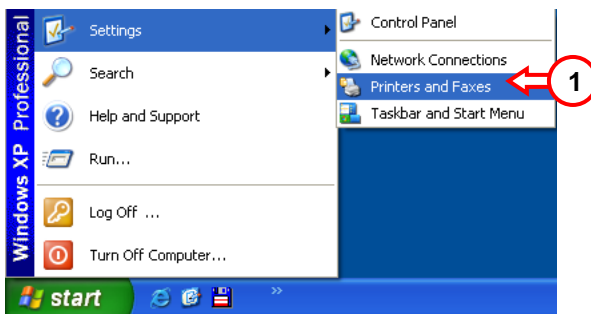 Windows XP Professional
Settings
Search
Help and Support
Run...
Log Off ...
Turn Off Computer...
Control Panel
Network Connections
Printers and Faxes
1
Taskbar and Start Menu
start
»